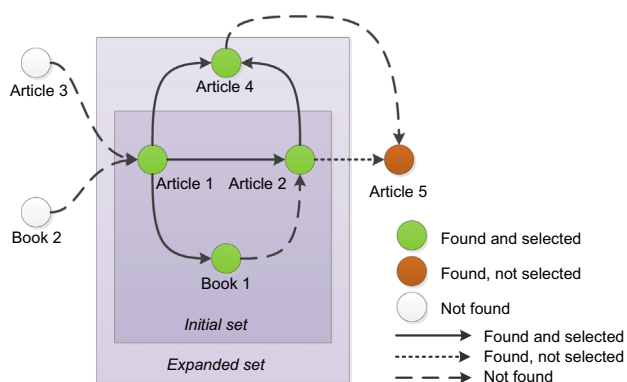 Article 3
Article 4
Article 1
Article 2
Article 5
Book 2
Book 1
Initial set
Expanded set
Found and selected
Found, not selected
Not found
Found and selected
Found, not selected
Not found